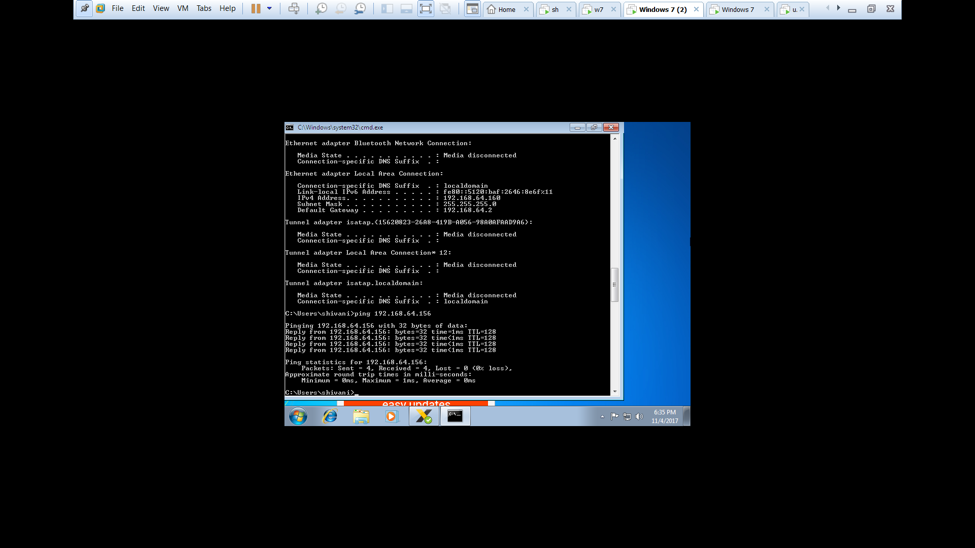 File Edit View VM Tabs Help
Home sh w7 Windows 7 (2) Windows 7 u
C:\Windows\system32\cmd.exe
Ethernet adapter Bluetooth Network Connection:
Media State . . . . . . . . . . . : Media disconnected
Connection-specific DNS Suffix . :
Ethernet adapter Local Area Connection:
Connection-specific DNS Suffix . : localdomain
Link-local IPv6 Address . . . . . : fe80::5120:baf:2646:8e6f%11
IPv4 Address. . . . . . . . . . . : 192.168.64.160
Subnet Mask . . . . . . . . . . . : 255.255.255.0
Default Gateway . . . . . . . . . : 192.168.64.2
Tunnel adapter isatap.{15620823-26A8-419B-A056-98A0APAAD9A6}:
Media State . . . . . . . . . . . : Media disconnected
Connection-specific DNS Suffix . :
Tunnel adapter Local Area Connection* 12:
Media State . . . . . . . . . . . : Media disconnected
Connection-specific DNS Suffix . :
Tunnel adapter isatap.localdomain:
Media State . . . . . . . . . . . : Media disconnected
Connection-specific DNS Suffix . : localdomain
C:\Users\shivani>ping 192.168.64.156
Pinging 192.168.64.156 with 32 bytes of data:
Reply from 192.168.64.156: bytes=32 time=1ms TTL=128
Reply from 192.168.64.156: bytes=32 time<1ms TTL=128
Reply from 192.168.64.156: bytes=32 time<1ms TTL=128
Reply from 192.168.64.156: bytes=32 time<1ms TTL=128
Ping statistics for 192.168.64.156:
Packets: Sent = 4, Received = 4, Lost = 0 (0% loss),
Approximate round trip times in milli-seconds:
Minimum = 0ms, Maximum = 1ms, Average = 0ms
C:\Users\shivani>_
easy updates
6:35 PM
11/4/2017